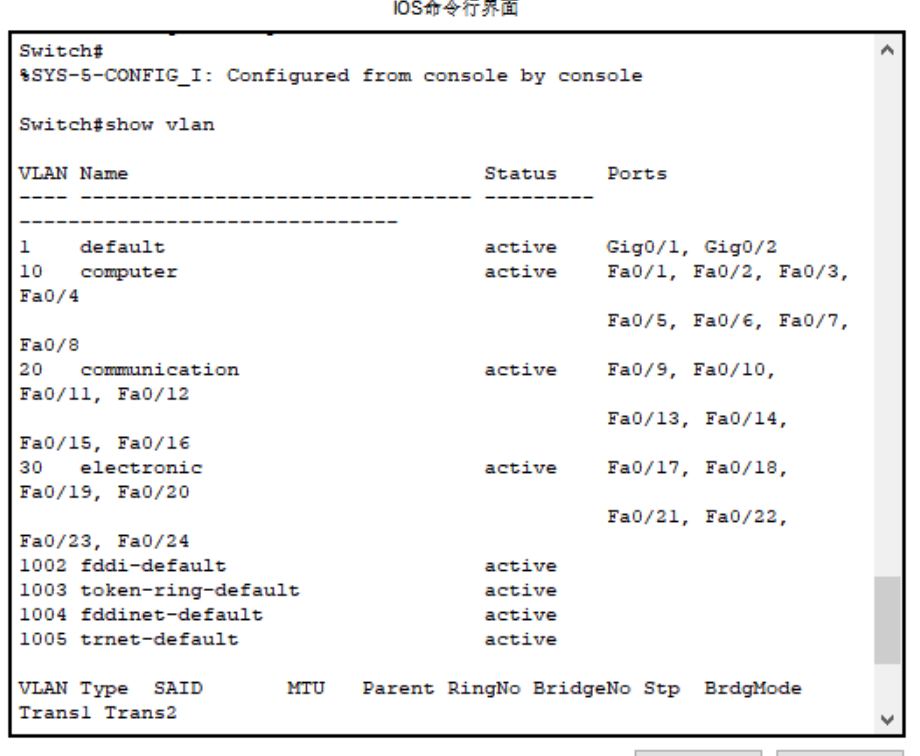 IOS命令行界面
Switch#
%SYS-5-CONFIG_I: Configured from console by console
Switch#show vlan
VLAN Name                             Status    Ports
---- -------------------------------- ---------
-------------------------------
1    default                          active    Gig0/1, Gig0/2
10   computer                         active    Fa0/1, Fa0/2, Fa0/3,
Fa0/4
                                                Fa0/5, Fa0/6, Fa0/7,
Fa0/8
20   communication                    active    Fa0/9, Fa0/10,
Fa0/11, Fa0/12
                                                Fa0/13, Fa0/14,
Fa0/15, Fa0/16
30   electronic                       active    Fa0/17, Fa0/18,
Fa0/19, Fa0/20
                                                Fa0/21, Fa0/22,
Fa0/23, Fa0/24
1002 fddi-default                     active
1003 token-ring-default               active
1004 fddinet-default                  active
1005 trnet-default                    active
VLAN Type  SAID       MTU   Parent RingNo BridgeNo Stp  BrdgMode
Trans1 Trans2